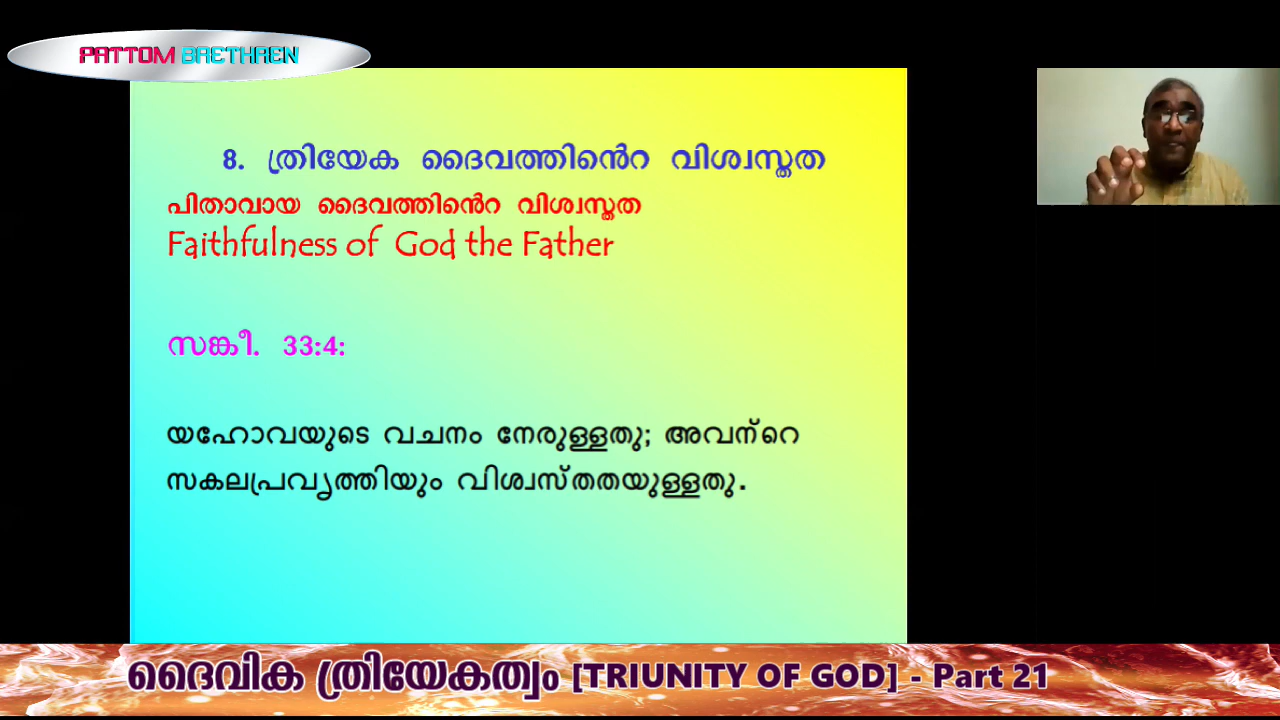 PATTOM BRETHREN
8. ത്രിയേക ദൈവത്തിൻെറ വിശ്വസ്തത
പിതാവായ ദൈവത്തിൻെറ വിശ്വസ്തത
Faithfulness of God the Father
സങ്കീ. 33:4:
യഹോവയുടെ വചനം നേരുള്ളതു; അവന്റെ
സകലപ്രവൃത്തിയും വിശ്വസ്തതയുള്ളതു.
ദൈവിക ത്രിയേകത്വം [TRIUNITY OF GOD] - Part 21